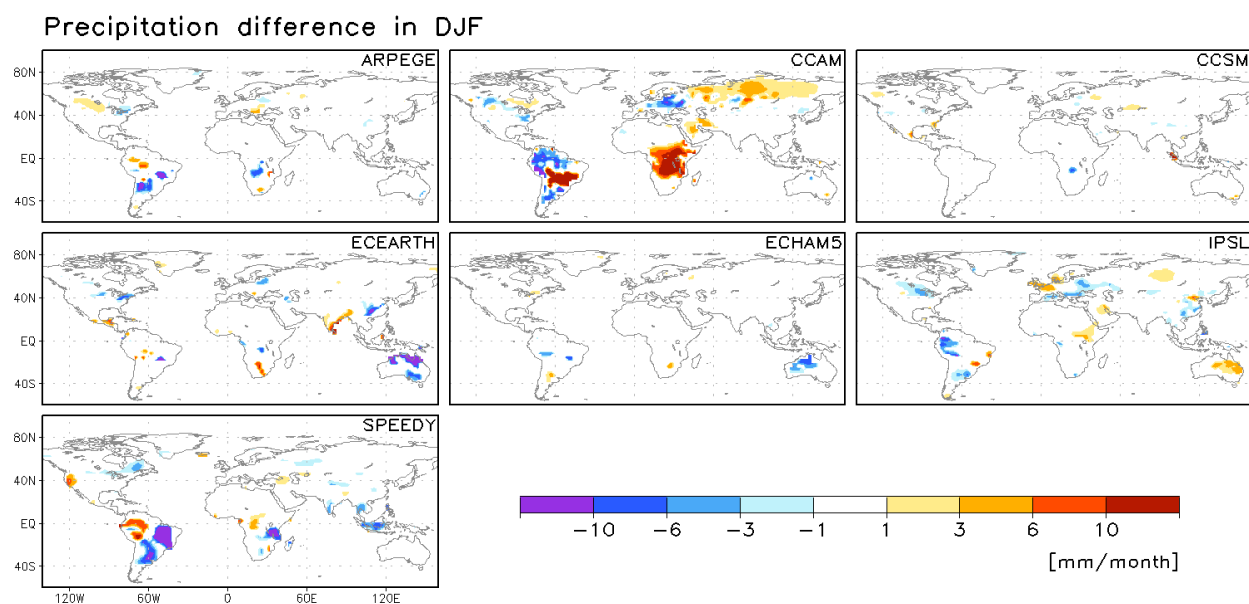 Precipitation difference in DJF
ARPEGE
CCAM
CCSM
80N
40N
EQ
40S
ECEARTH
ECHAM5
IPSL
80N
40N
EQ
40S
SPEEDY
80N
40N
EQ
40S
120W 60W 0 60E 120E
−10 −6 −3 −1 1 3 6 10
[mm/month]